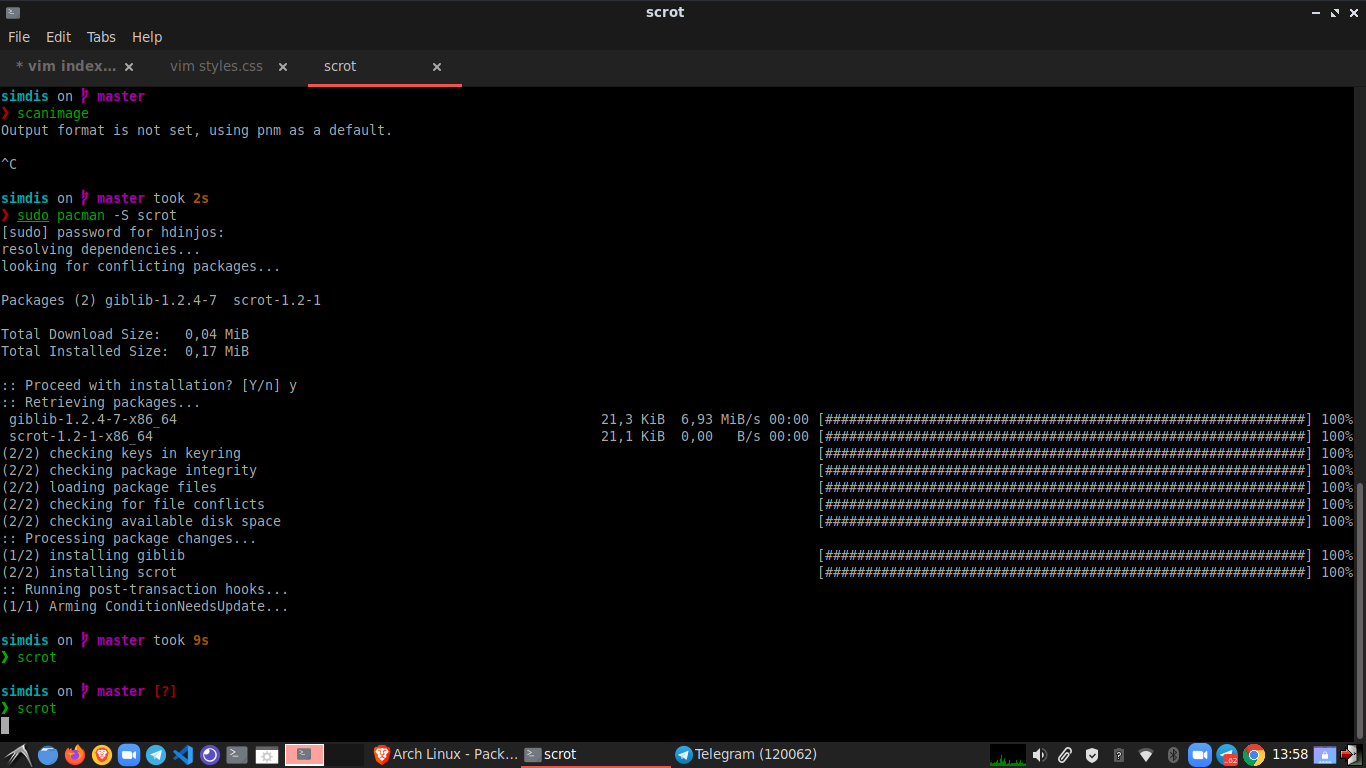 scrot
File Edit Tabs Help
* vim index... vim styles.css scrot
simdis on master
❯ scanimage
Output format is not set, using pnm as a default.
^C
simdis on master took 2s
❯ sudo pacman -S scrot
[sudo] password for hdinjos:
resolving dependencies...
looking for conflicting packages...
Packages (2) giblib-1.2.4-7  scrot-1.2-1
Total Download Size:   0,04 MiB
Total Installed Size:  0,17 MiB
:: Proceed with installation? [Y/n] y
:: Retrieving packages...
giblib-1.2.4-7-x86_64 21,3 KiB  6,93 MiB/s 00:00 [############################################################] 100%
scrot-1.2-1-x86_64 21,1 KiB  0,00   B/s 00:00 [############################################################] 100%
(2/2) checking keys in keyring [############################################################] 100%
(2/2) checking package integrity [############################################################] 100%
(2/2) loading package files [############################################################] 100%
(2/2) checking for file conflicts [############################################################] 100%
(2/2) checking available disk space [############################################################] 100%
:: Processing package changes...
(1/2) installing giblib [############################################################] 100%
(2/2) installing scrot [############################################################] 100%
:: Running post-transaction hooks...
(1/1) Arming ConditionNeedsUpdate...
simdis on master took 9s
❯ scrot
simdis on master [?]
❯ scrot
Arch Linux - Pack... scrot Telegram (120062) 13:58